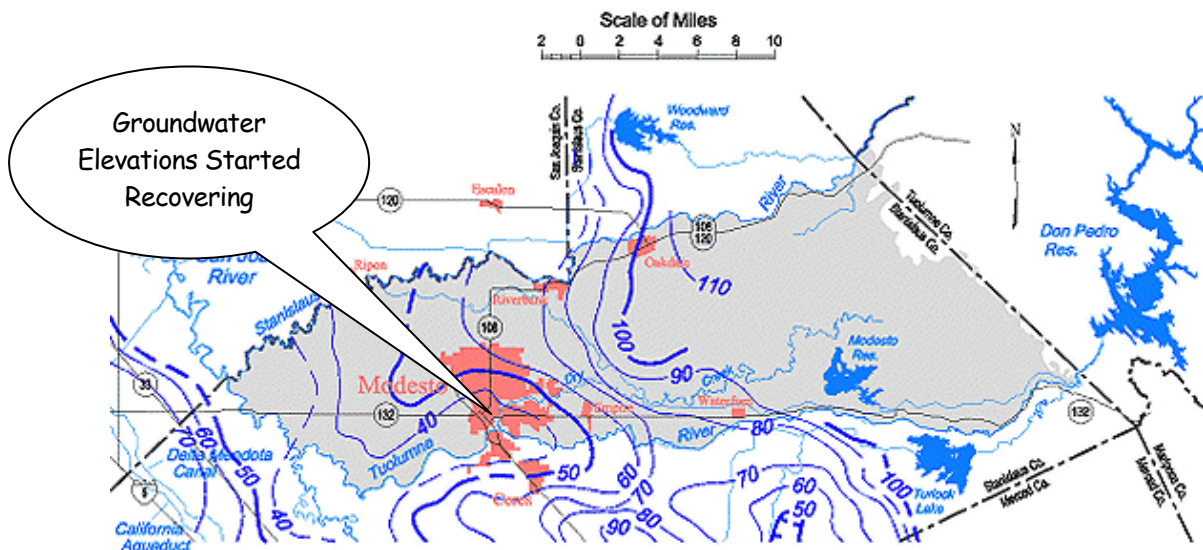 Scale of Miles
2 0 2 4 6 8 10
Groundwater
Elevations Started
Recovering
San Joaquin Co.
Stanislaus Co.
Woodward
Res.
N
120
River
Tuolumne Co.
Stanislaus Co.
108
120
Oakdale
Don Pedro
Res.
Ripon
River
Riverbank
110
Stanislaus
108
100
Modesto
Res.
Modesto
Dry
Creek
90
33
132
40
Empire
Waterford
80
132
70
60
50
Tuolumne
River
Delta Mendota
Canal
50
60
70
70
60
50
100
Turlock
Lake
Stanislaus Co.
Merced Co.
Mariposa Co.
Merced Co.
5
40
Ceres
80
90
California
Aqueduct